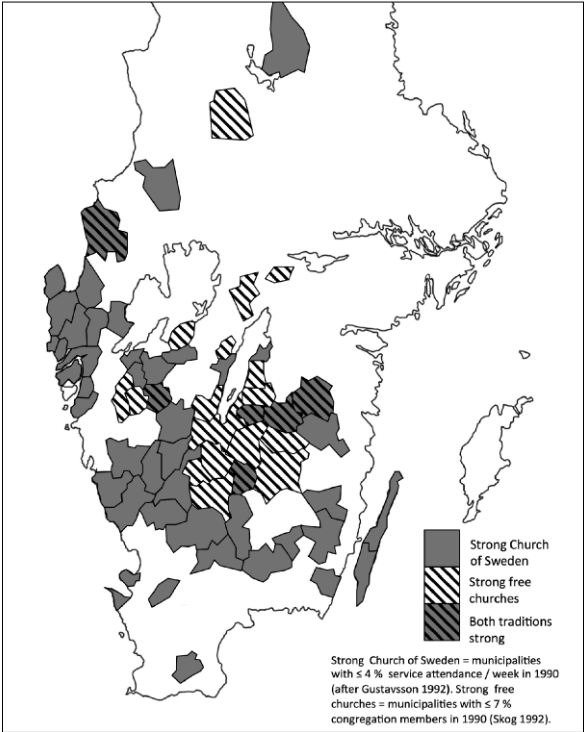 Strong Church
of Sweden
Strong free
churches
Both traditions
strong
Strong Church of Sweden = municipalities
with ≤ 4 % service attendance / week in 1990
(after Gustavsson 1992). Strong free
churches = municipalities with ≤ 7 %
congregation members in 1990 (Skog 1992).